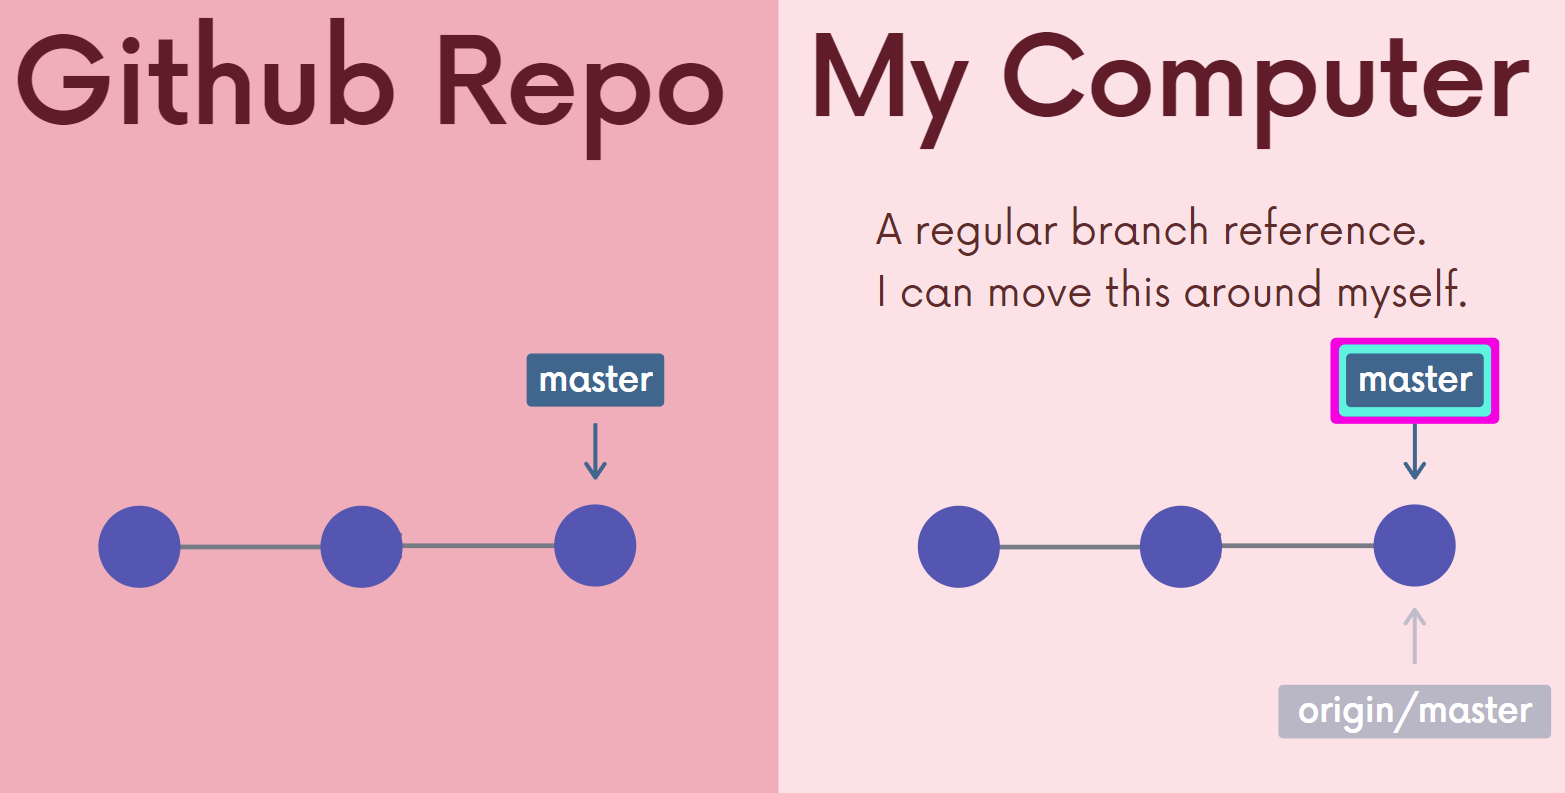 Github Repo
My Computer
A regular branch reference.
I can move this around myself.
master
master
origin/master